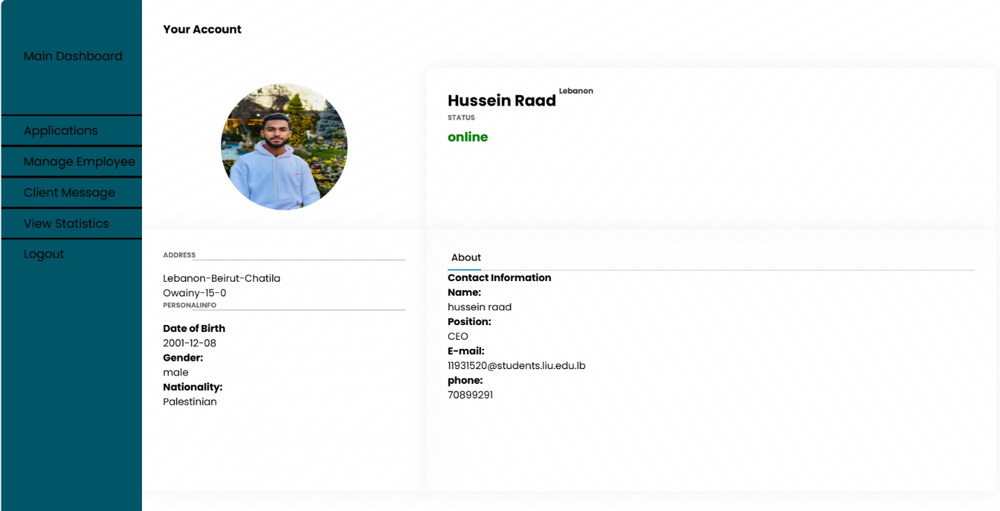 Main Dashboard
Applications
Manage Employee
Client Message
View Statistics
Logout
Your Account
Hussein Raad Lebanon
STATUS
online
ADDRESS
Lebanon-Beirut-Chatila
Owainy-15-0
PERSONALINFO
Date of Birth
2001-12-08
Gender:
male
Nationality:
Palestinian
About
Contact Information
Name:
hussein raad
Position:
CEO
E-mail:
11931520@students.liu.edu.lb
phone:
70899291